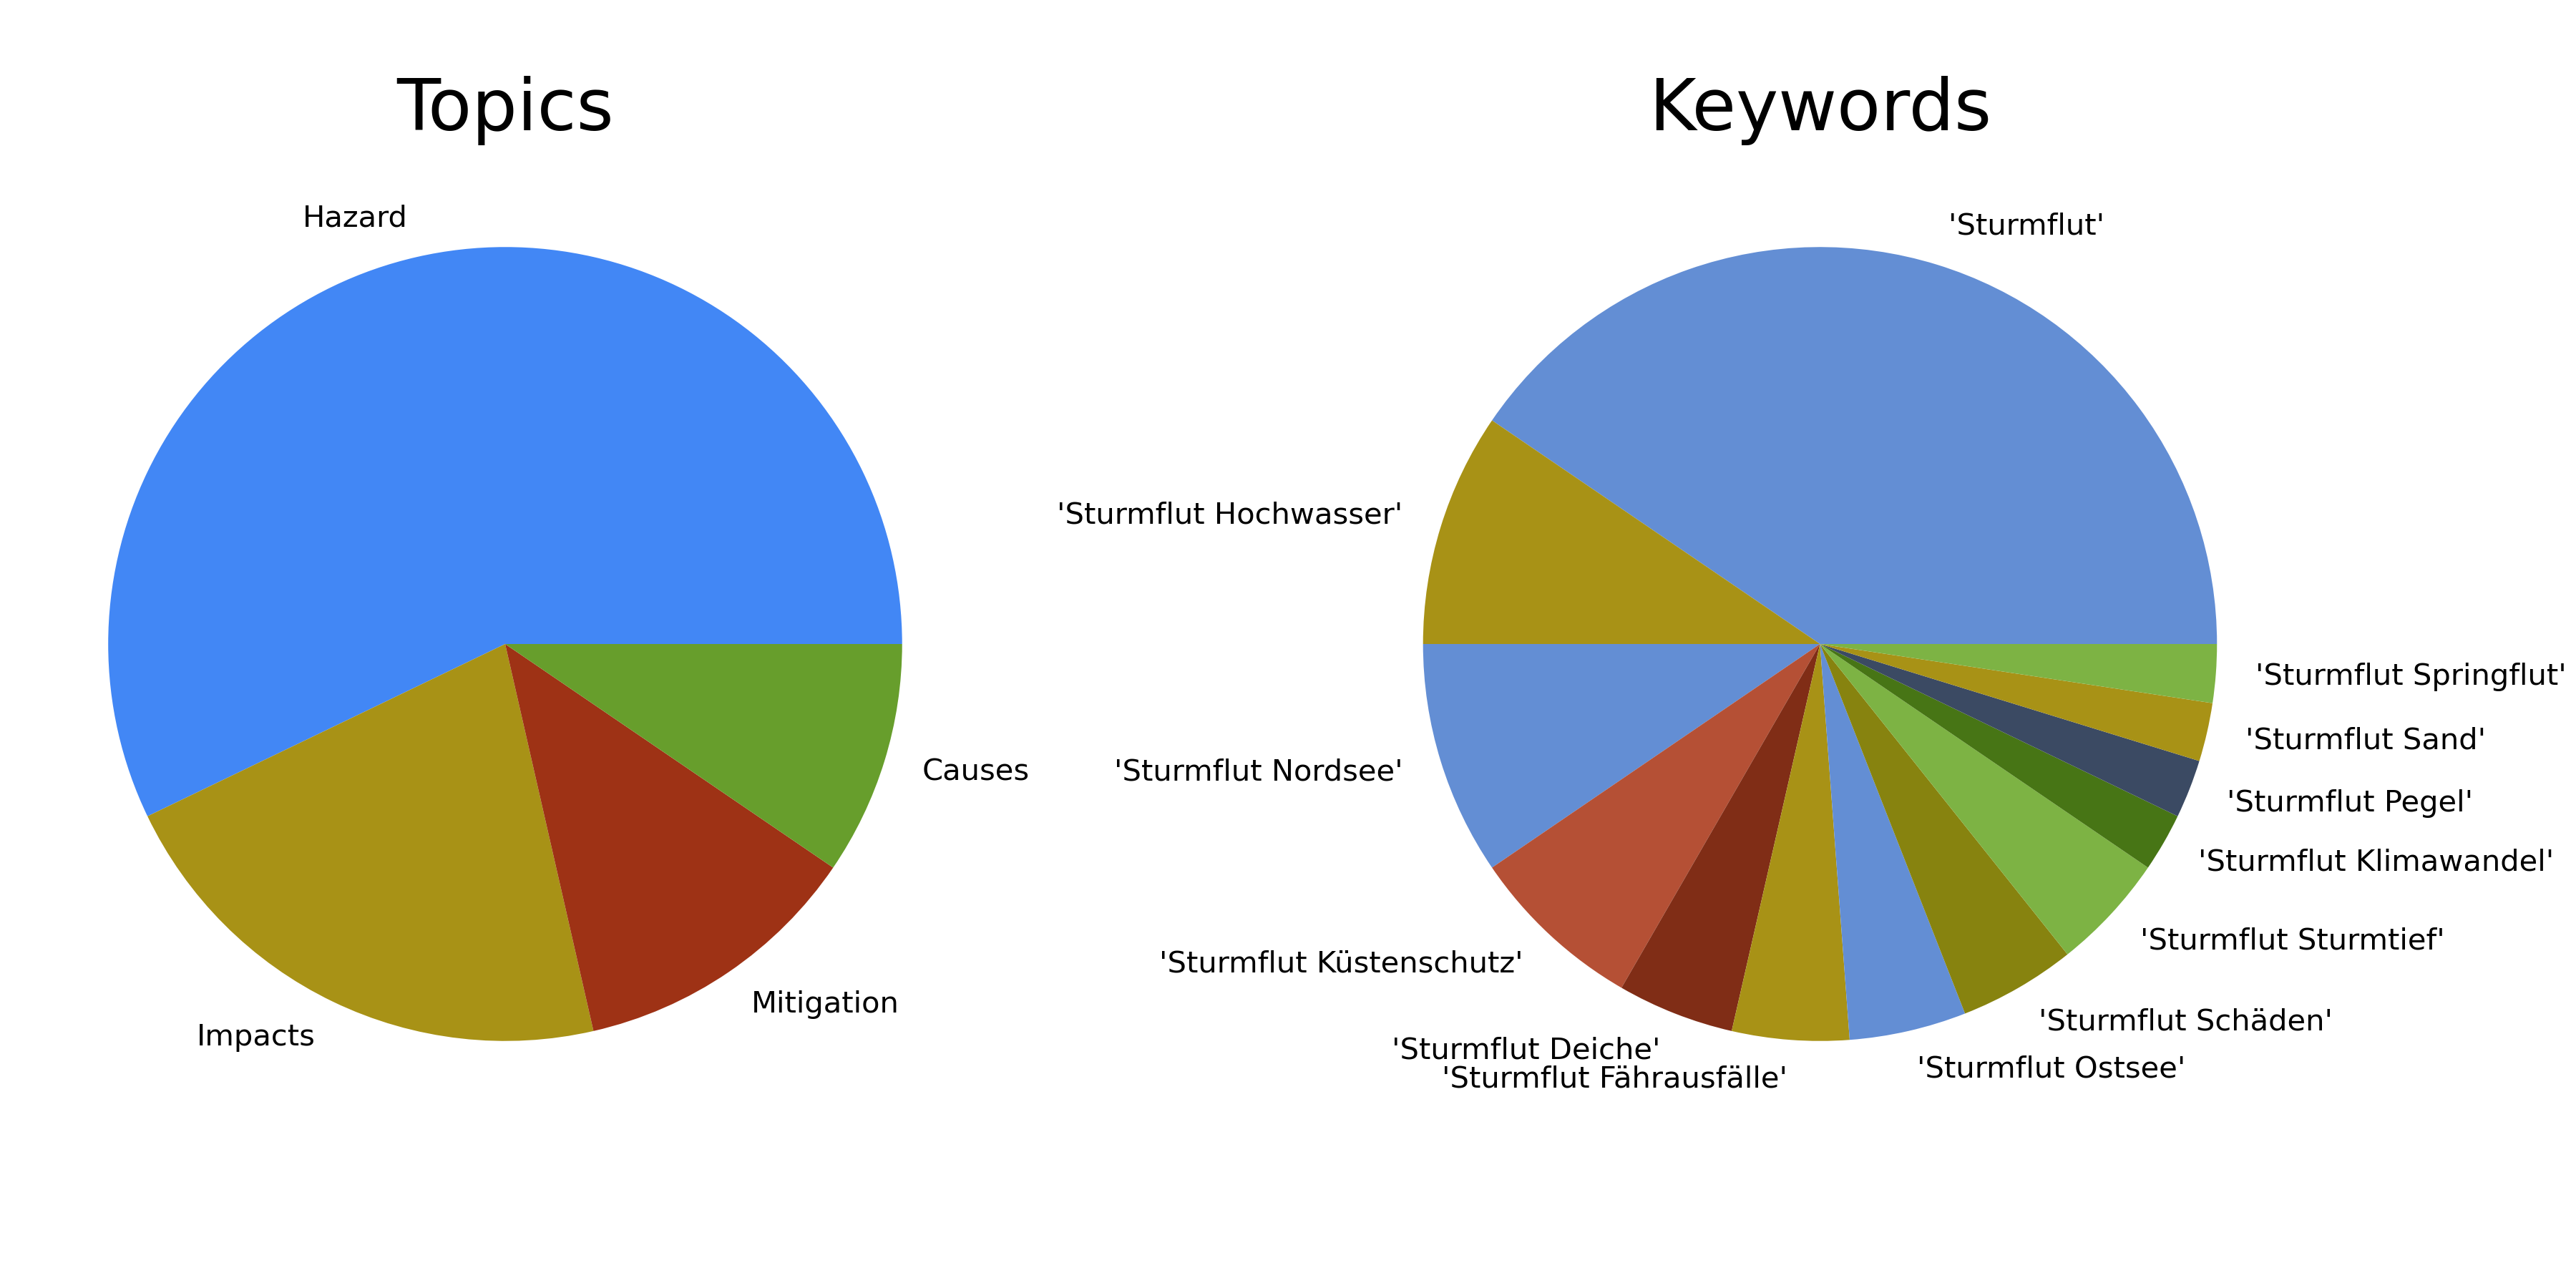 Topics
Hazard
Causes
Mitigation
Impacts
Keywords
'Sturmflut'
'Sturmflut Hochwasser'
'Sturmflut Nordsee'
'Sturmflut Küstenschutz'
'Sturmflut Deiche'
'Sturmflut Fährausfälle'
'Sturmflut Ostsee'
'Sturmflut Schäden'
'Sturmflut Sturmtief'
'Sturmflut Klimawandel'
'Sturmflut Pegel'
'Sturmflut Sand'
'Sturmflut Springflut'